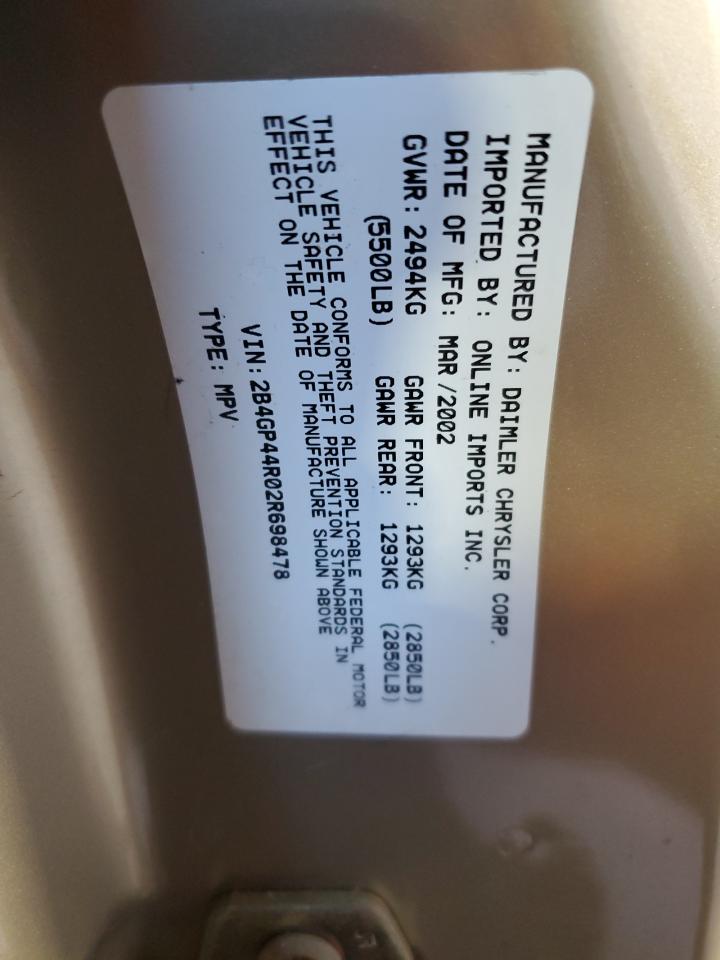 MANUFACTURED BY: DAIMLER CHRYSLER CORP.
IMPORTED BY: ONLINE IMPORTS INC.
DATE OF MFG: MAR /2002
GVWR: 2494KG GAWR FRONT: 1293KG (2850LB)
(5500LB) GAWR REAR: 1293KG (2850LB)
THIS VEHICLE CONFORMS TO ALL APPLICABLE FEDERAL MOTOR
VEHICLE SAFETY AND THEFT PREVENTION STANDARDS IN
EFFECT ON THE DATE OF MANUFACTURE SHOWN ABOVE
VIN: 2B4GP44R02R698478
TYPE: MPV